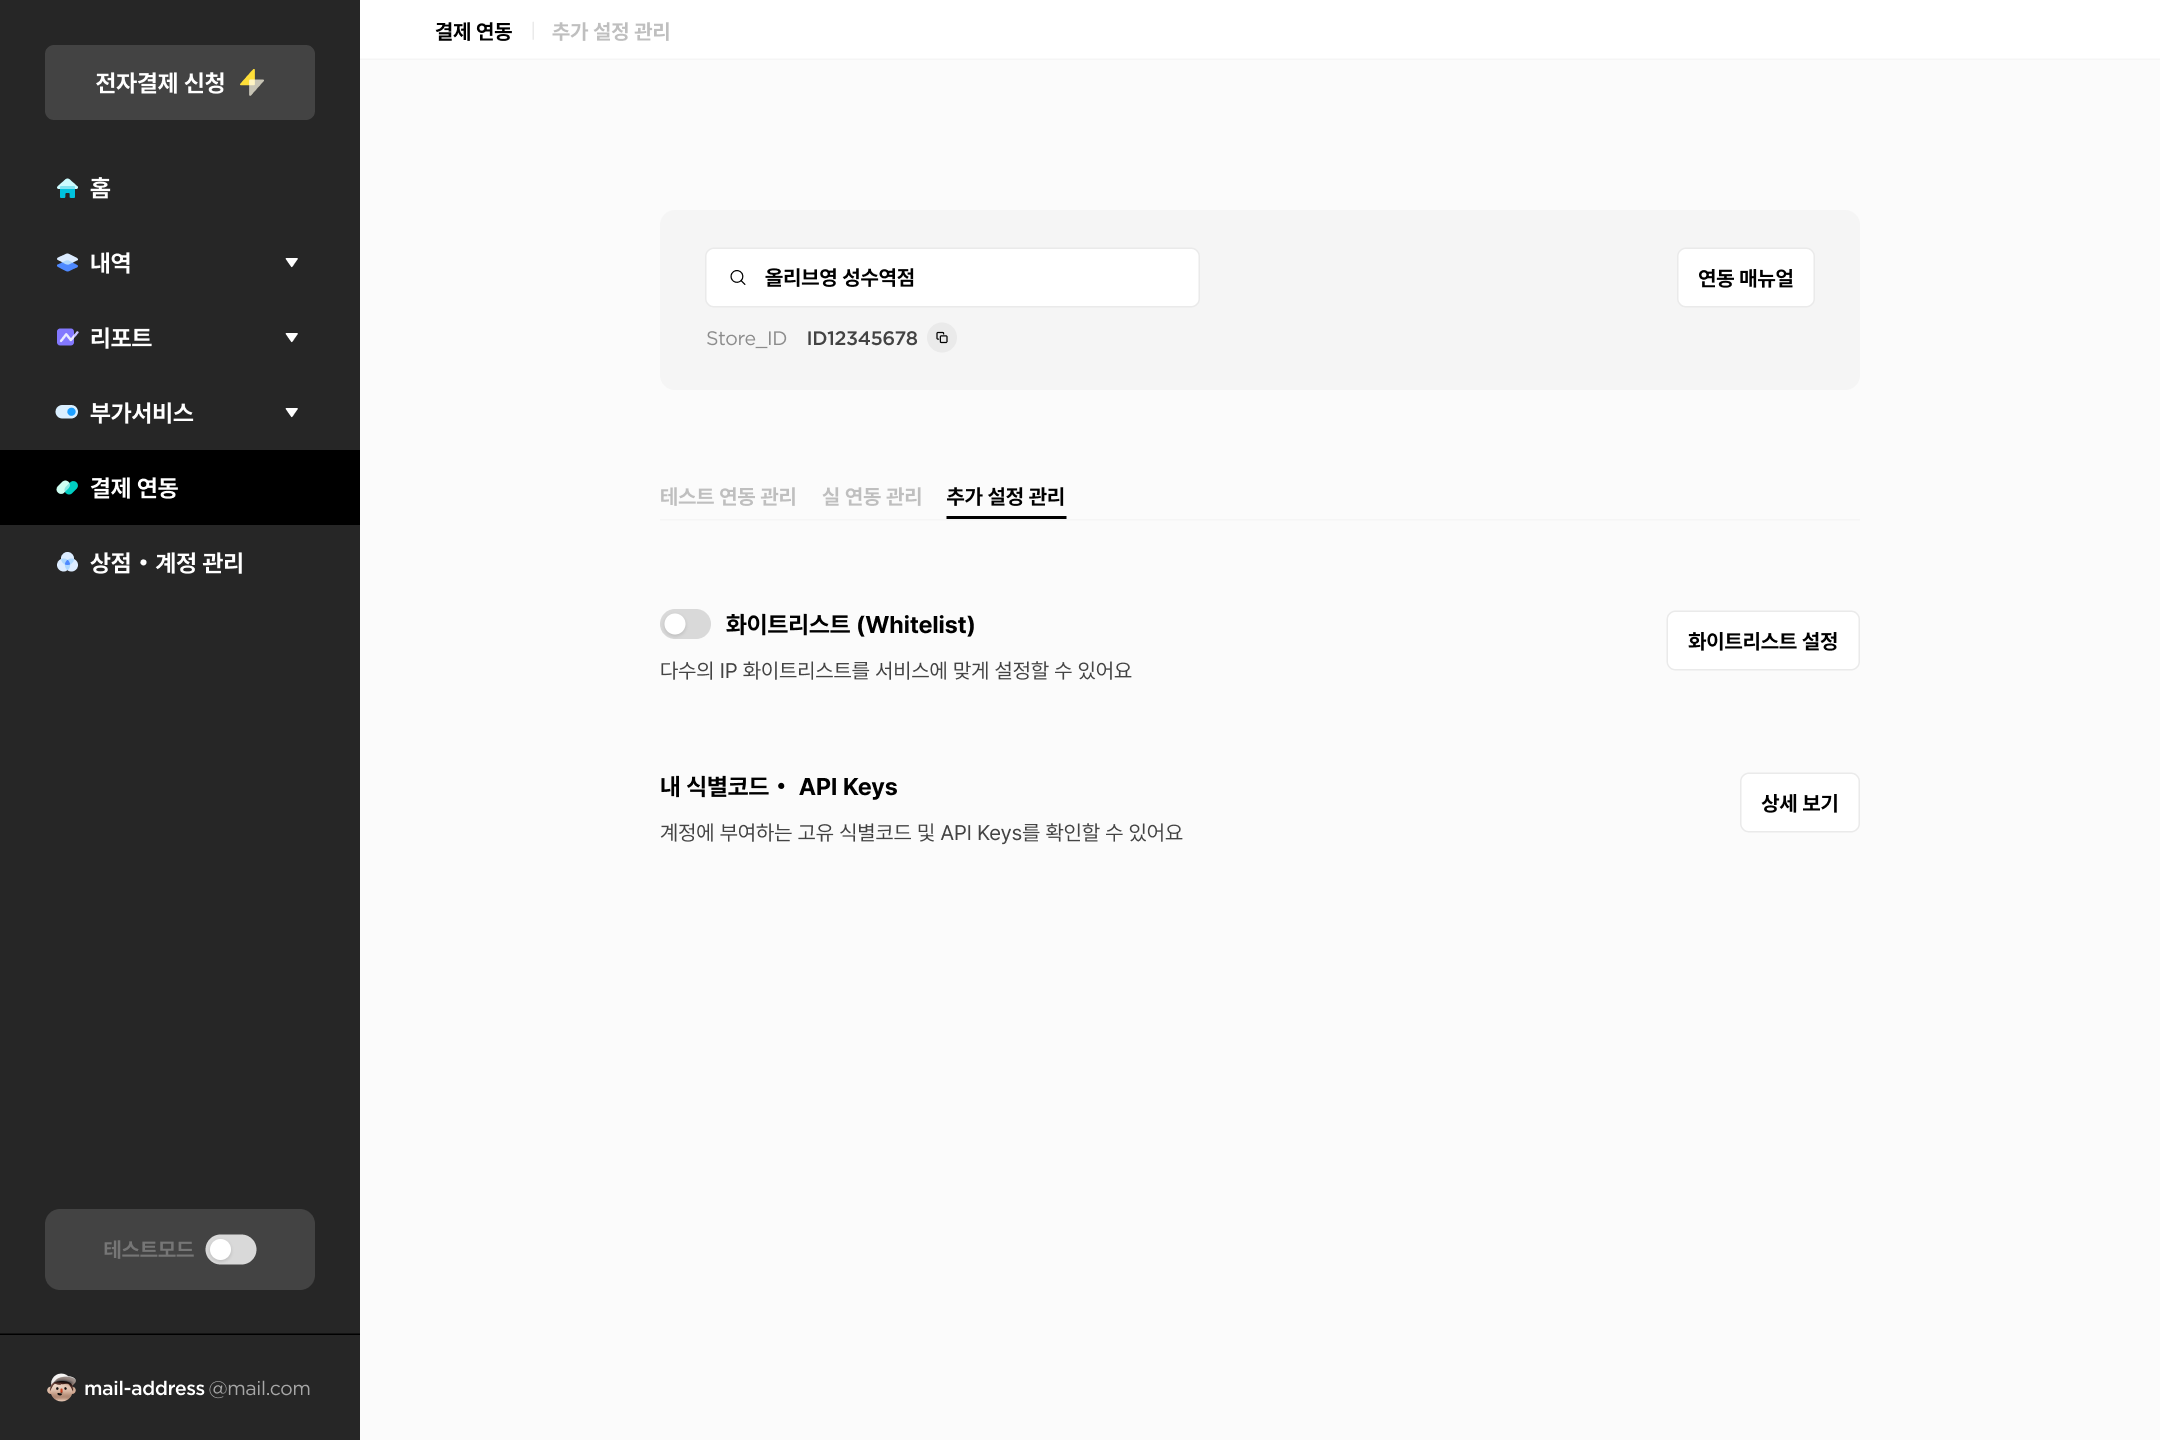 전자결제 신청
홈
내역
리포트
부가서비스
결제 연동
상점 • 계정 관리
테스트모드
mail-address @mail.com
결제 연동 | 추가 설정 관리
올리브영 성수역점
연동 매뉴얼
Store_ID ID12345678
테스트 연동 관리 실 연동 관리 추가 설정 관리
화이트리스트 (Whitelist)
다수의 IP 화이트리스트를 서비스에 맞게 설정할 수 있어요
화이트리스트 설정
내 식별코드 • API Keys
계정에 부여하는 고유 식별코드 및 API Keys를 확인할 수 있어요
상세 보기